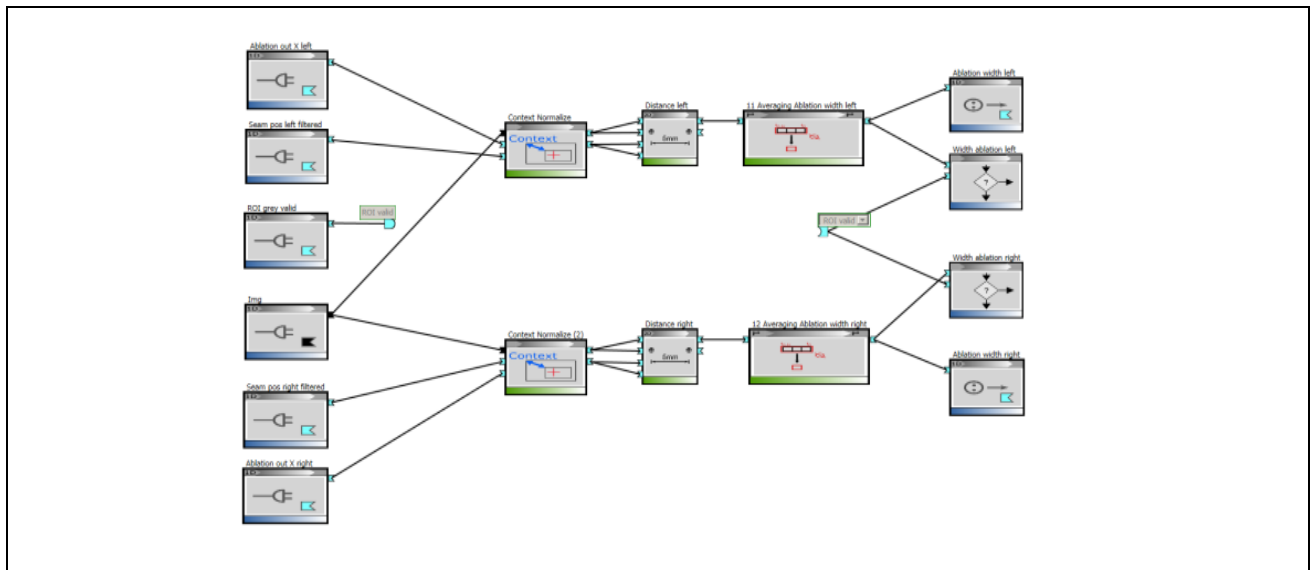 Ablation out X left
Seam pos left filtered
ROI grey valid
ROI valid
Img
Seam pos right filtered
Ablation out X right
Context Normalize
Context
Context Normalize (2)
Context
Distance left
6mm
Distance right
6mm
11 Averaging Ablation width left
12 Averaging Ablation width right
ROI valid
Ablation width left
Width ablation left
?
Width ablation right
?
Ablation width right